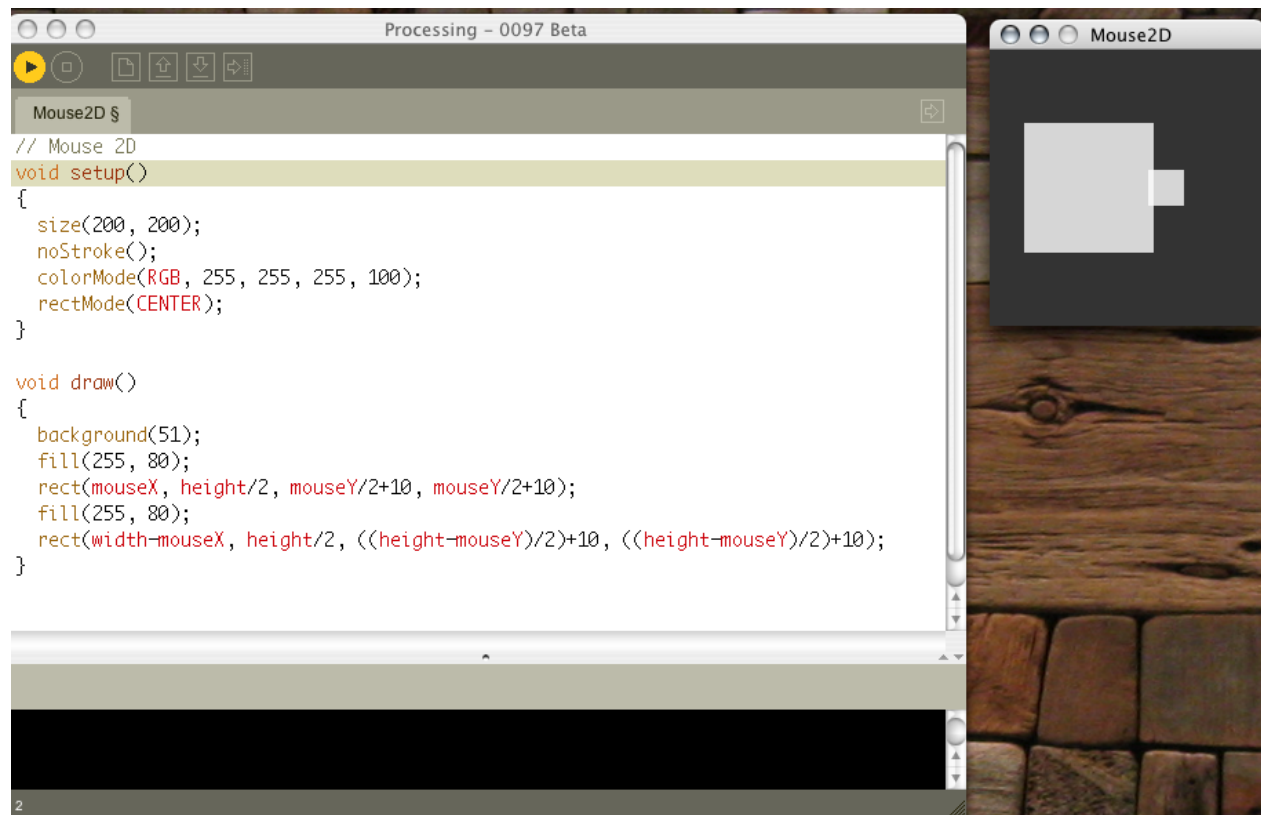 Processing – 0097 Beta
Mouse2D
Mouse2D §
// Mouse 2D
void setup()
{
  size(200, 200);
  noStroke();
  colorMode(RGB, 255, 255, 255, 100);
  rectMode(CENTER);
}
void draw()
{
  background(51);
  fill(255, 80);
  rect(mouseX, height/2, mouseY/2+10, mouseY/2+10);
  fill(255, 80);
  rect(width-mouseX, height/2, ((height-mouseY)/2)+10, ((height-mouseY)/2)+10);
}
2